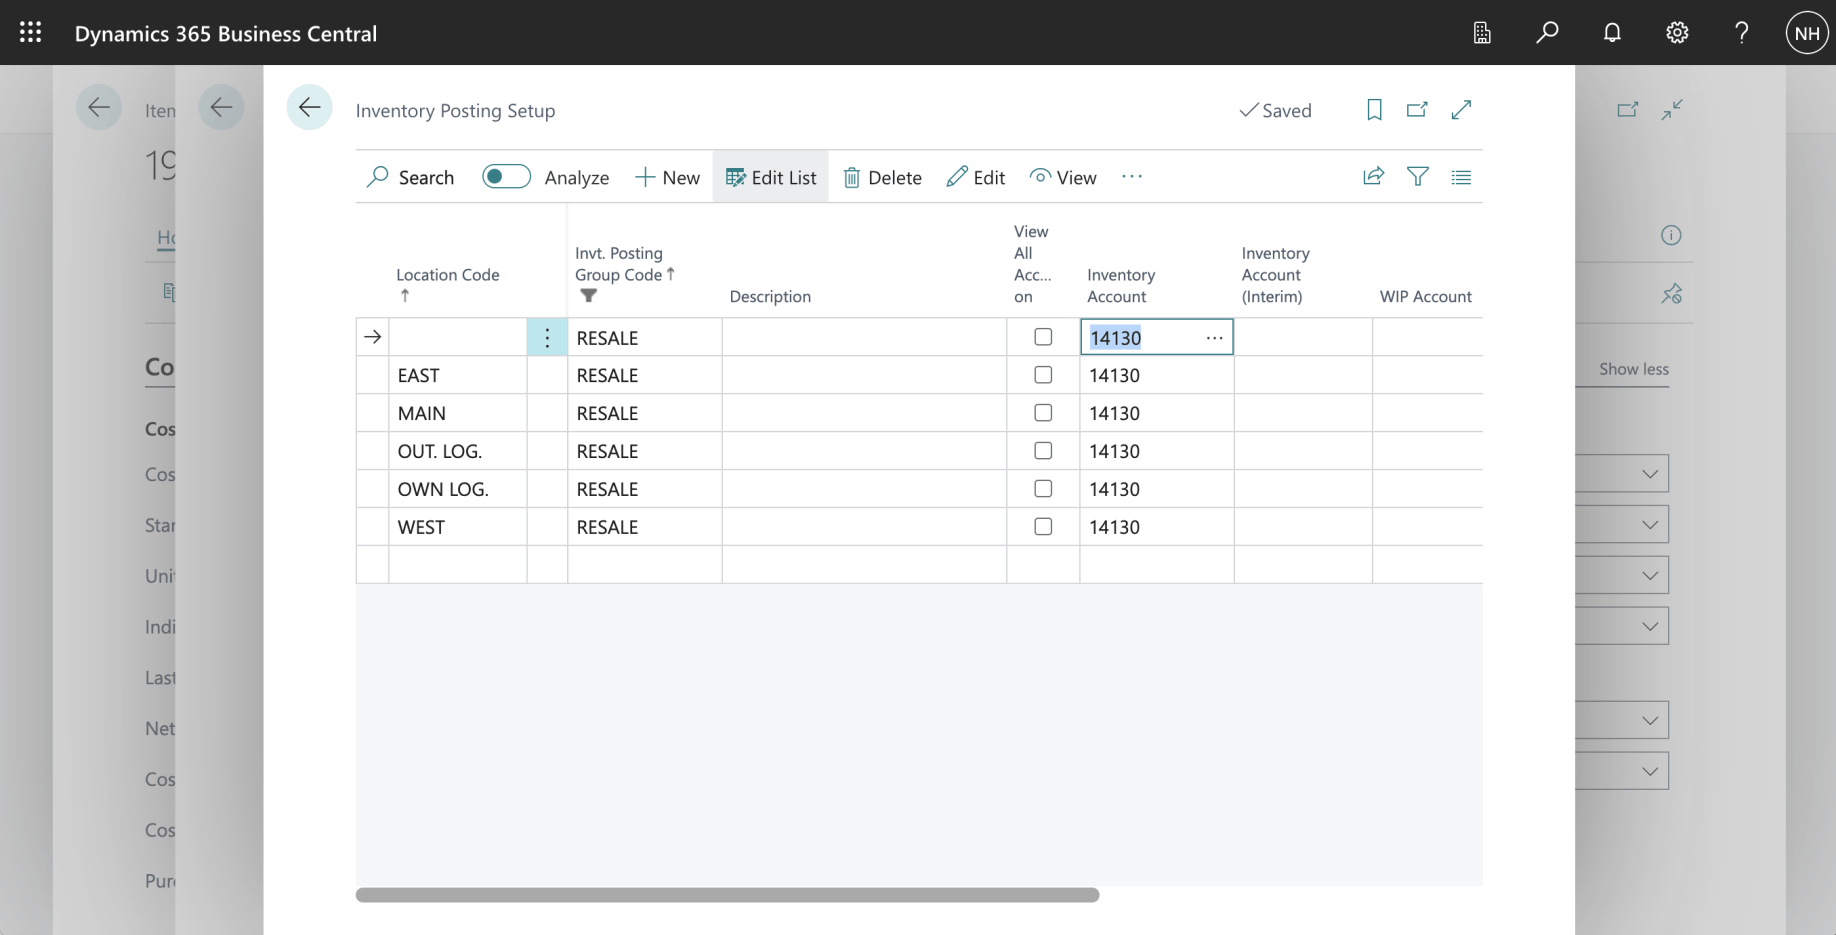 Dynamics 365 Business Central
NH
Inventory Posting Setup
Saved
Search
Analyze
New
Edit List
Delete
Edit
View
Location Code
Invt. Posting
Group Code
Description
View
All
Acc...
on
Inventory
Account
Inventory
Account
(Interim)
WIP Account
RESALE 14130
EAST RESALE 14130
MAIN RESALE 14130
OUT. LOG. RESALE 14130
OWN LOG. RESALE 14130
WEST RESALE 14130
Iten
19
Ho
Co
Cos
Cos
Star
Unit
Indi
Last
Net
Cos
Cos
Pur
Show less